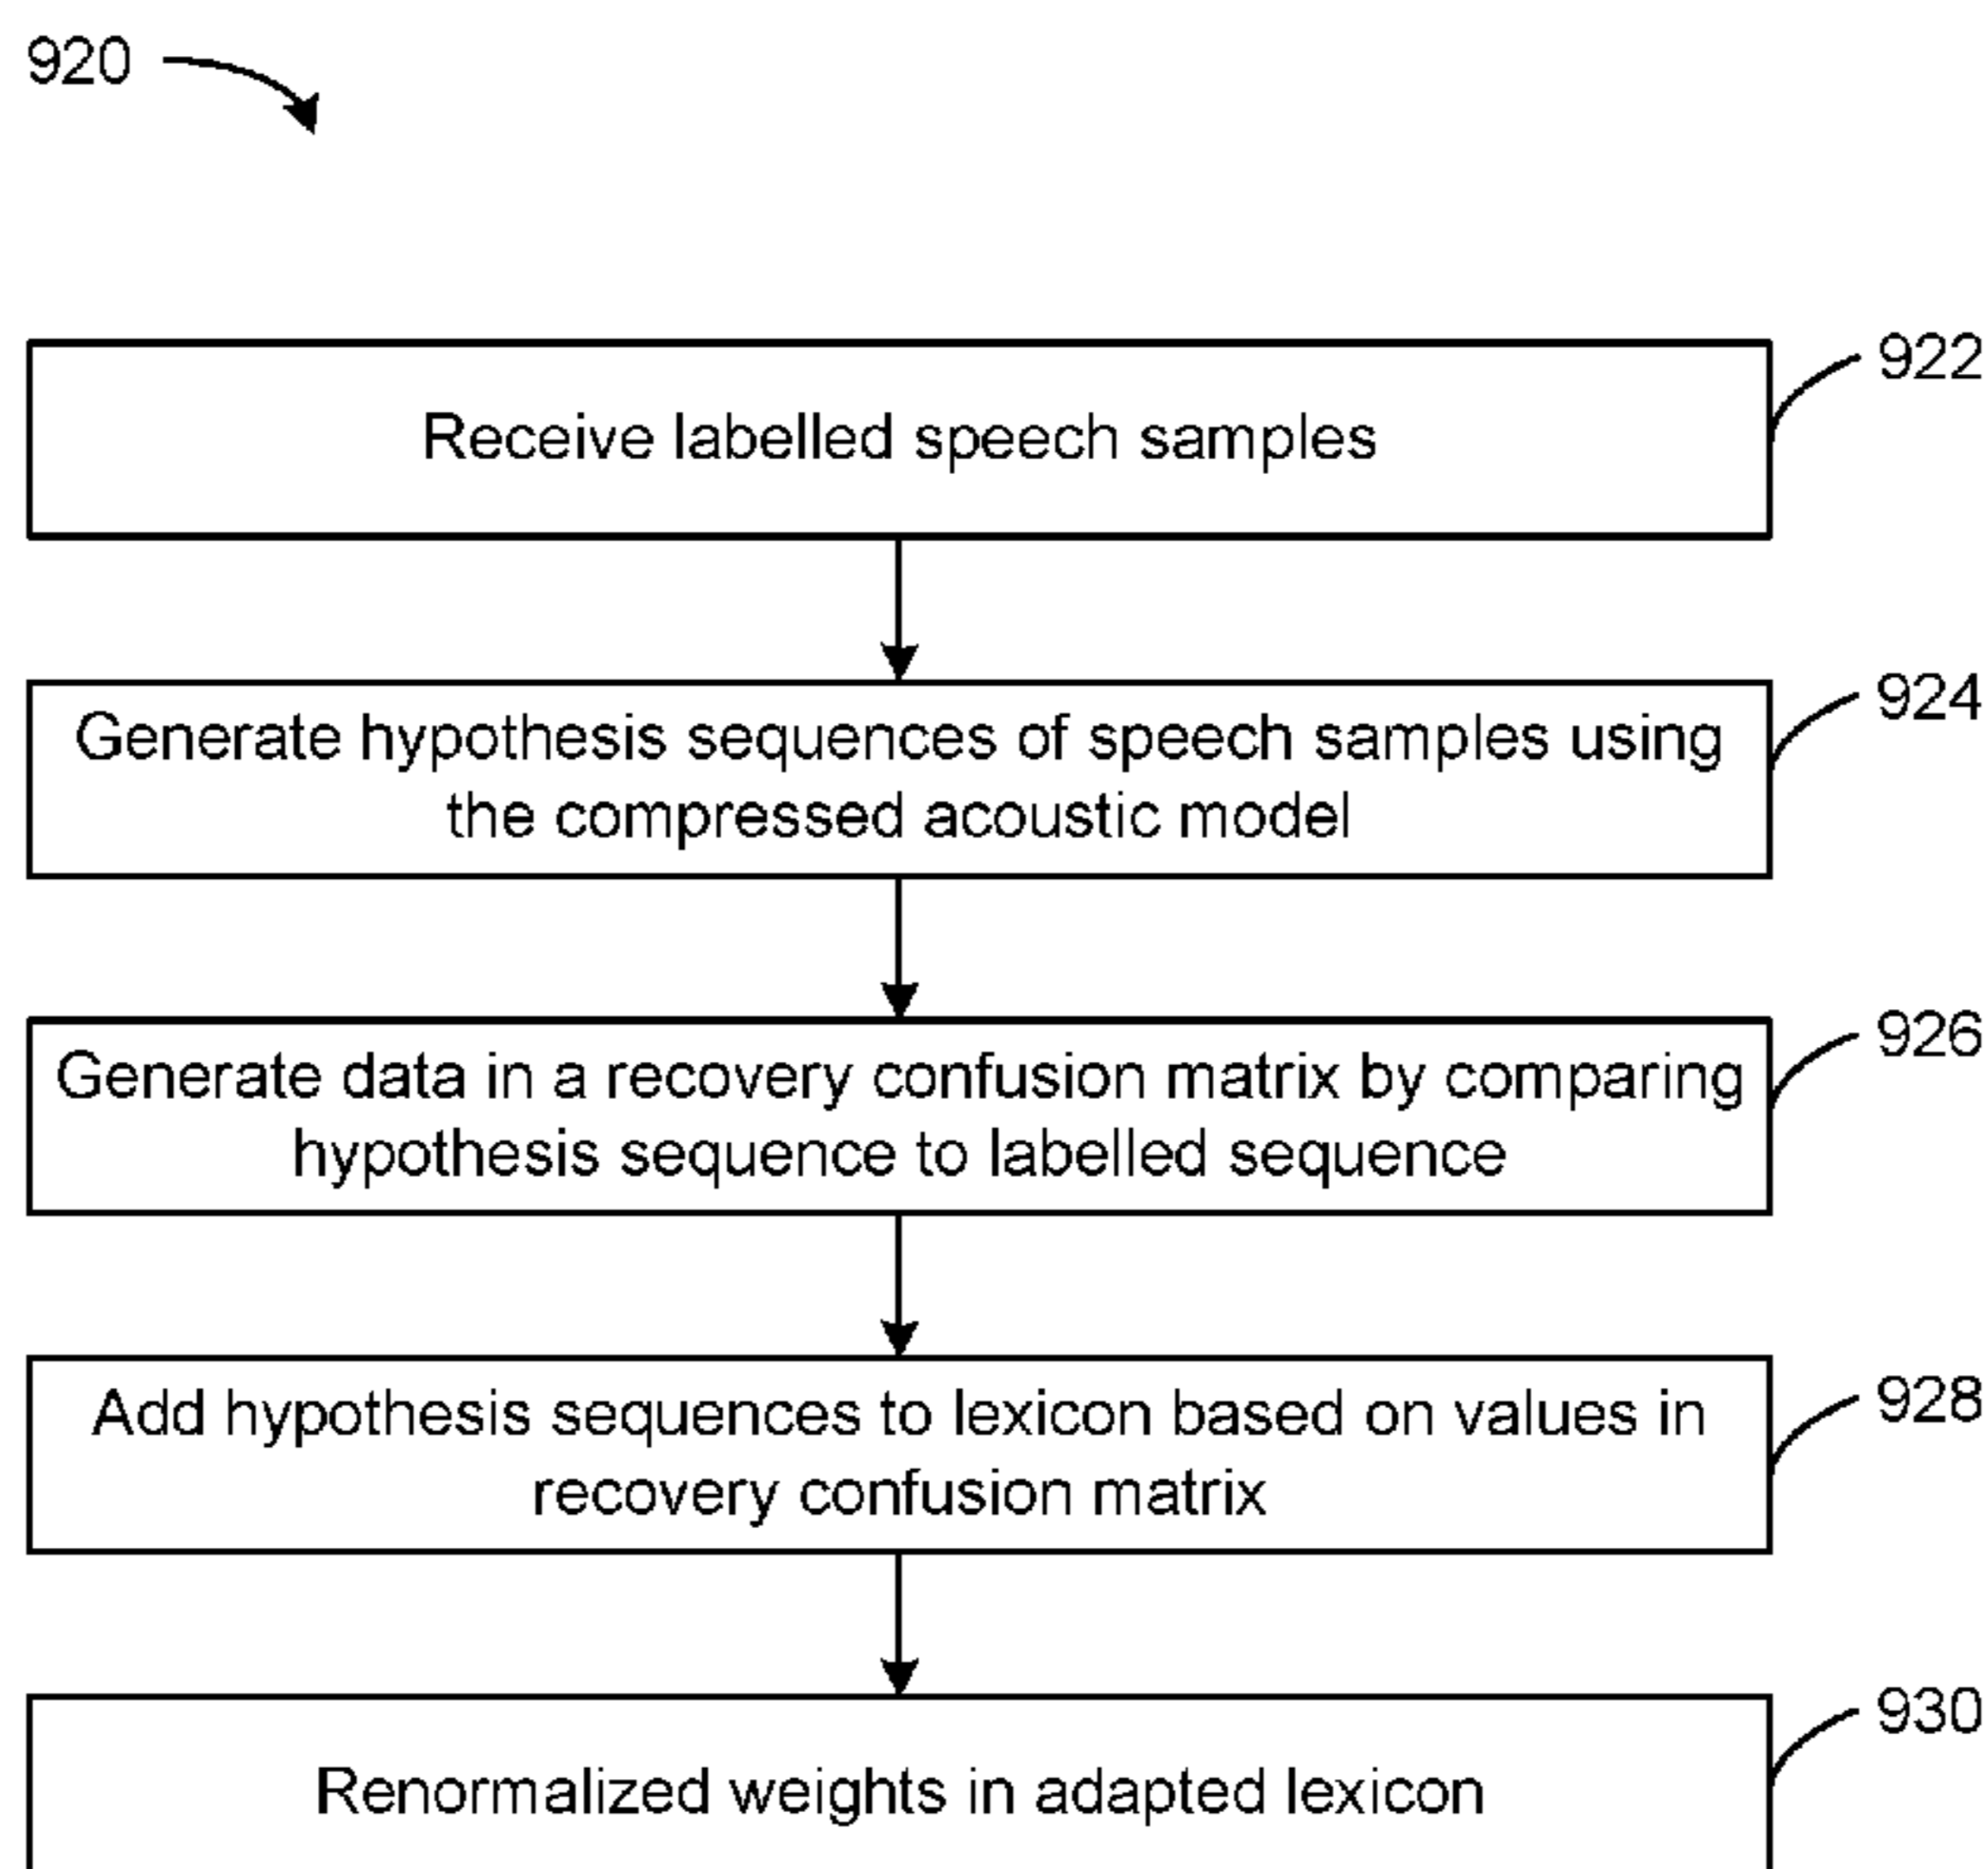 920
922
Receive labelled speech samples
924
Generate hypothesis sequences of speech samples using
the compressed acoustic model
926
Generate data in a recovery confusion matrix by comparing
hypothesis sequence to labelled sequence
928
Add hypothesis sequences to lexicon based on values in
recovery confusion matrix
930
Renormalized weights in adapted lexicon